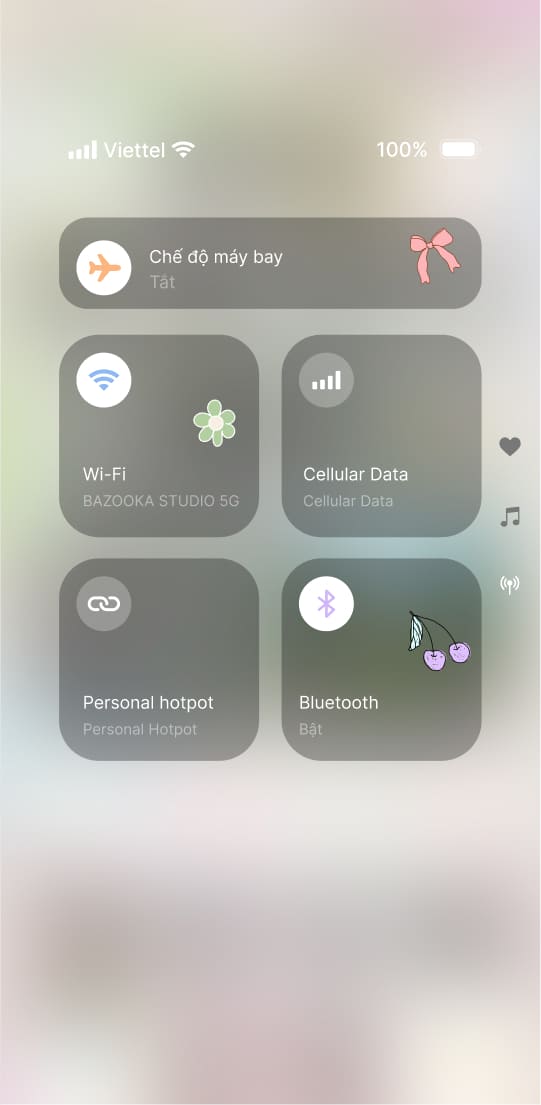 Viettel 100%
Chế độ máy bay
Tắt
Wi-Fi
BAZOOKA STUDIO 5G
Cellular Data
Cellular Data
Personal hotpot
Personal Hotpot
Bluetooth
Bật